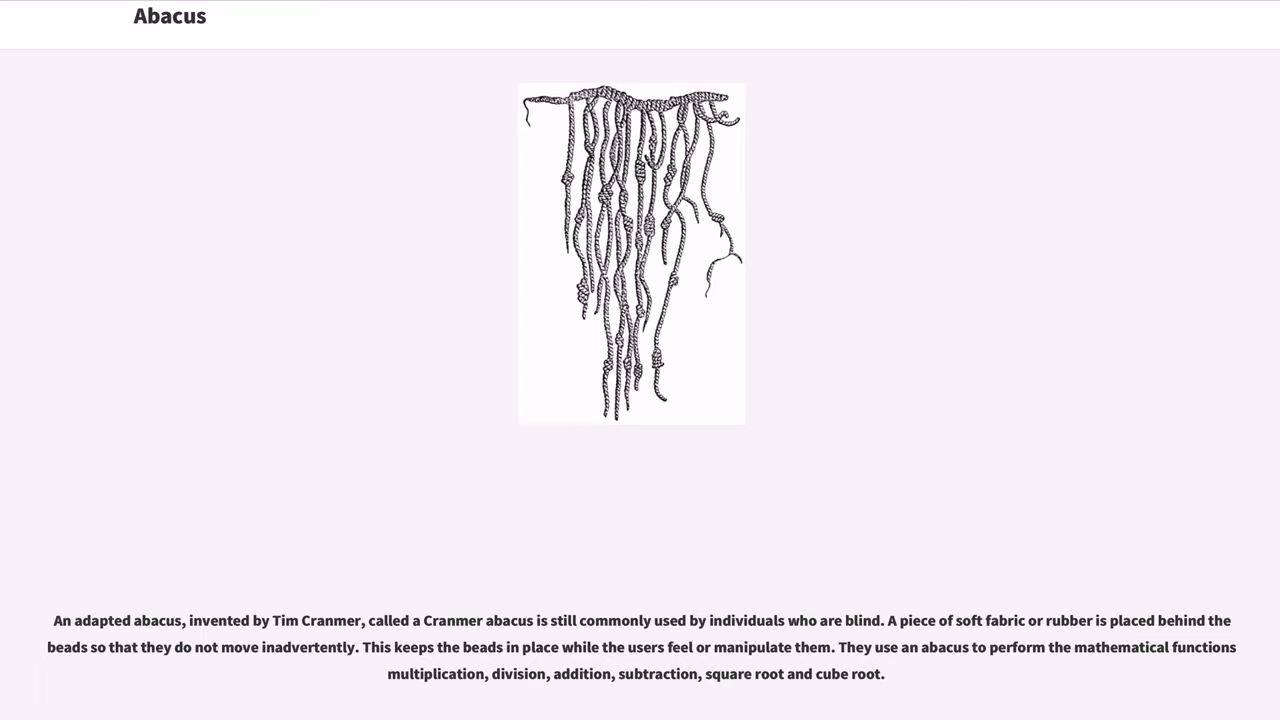 Abacus
An adapted abacus, invented by Tim Cranmer, called a Cranmer abacus is still commonly used by individuals who are blind. A piece of soft fabric or rubber is placed behind the
beads so that they do not move inadvertently. This keeps the beads in place while the users feel or manipulate them. They use an abacus to perform the mathematical functions
multiplication, division, addition, subtraction, square root and cube root.